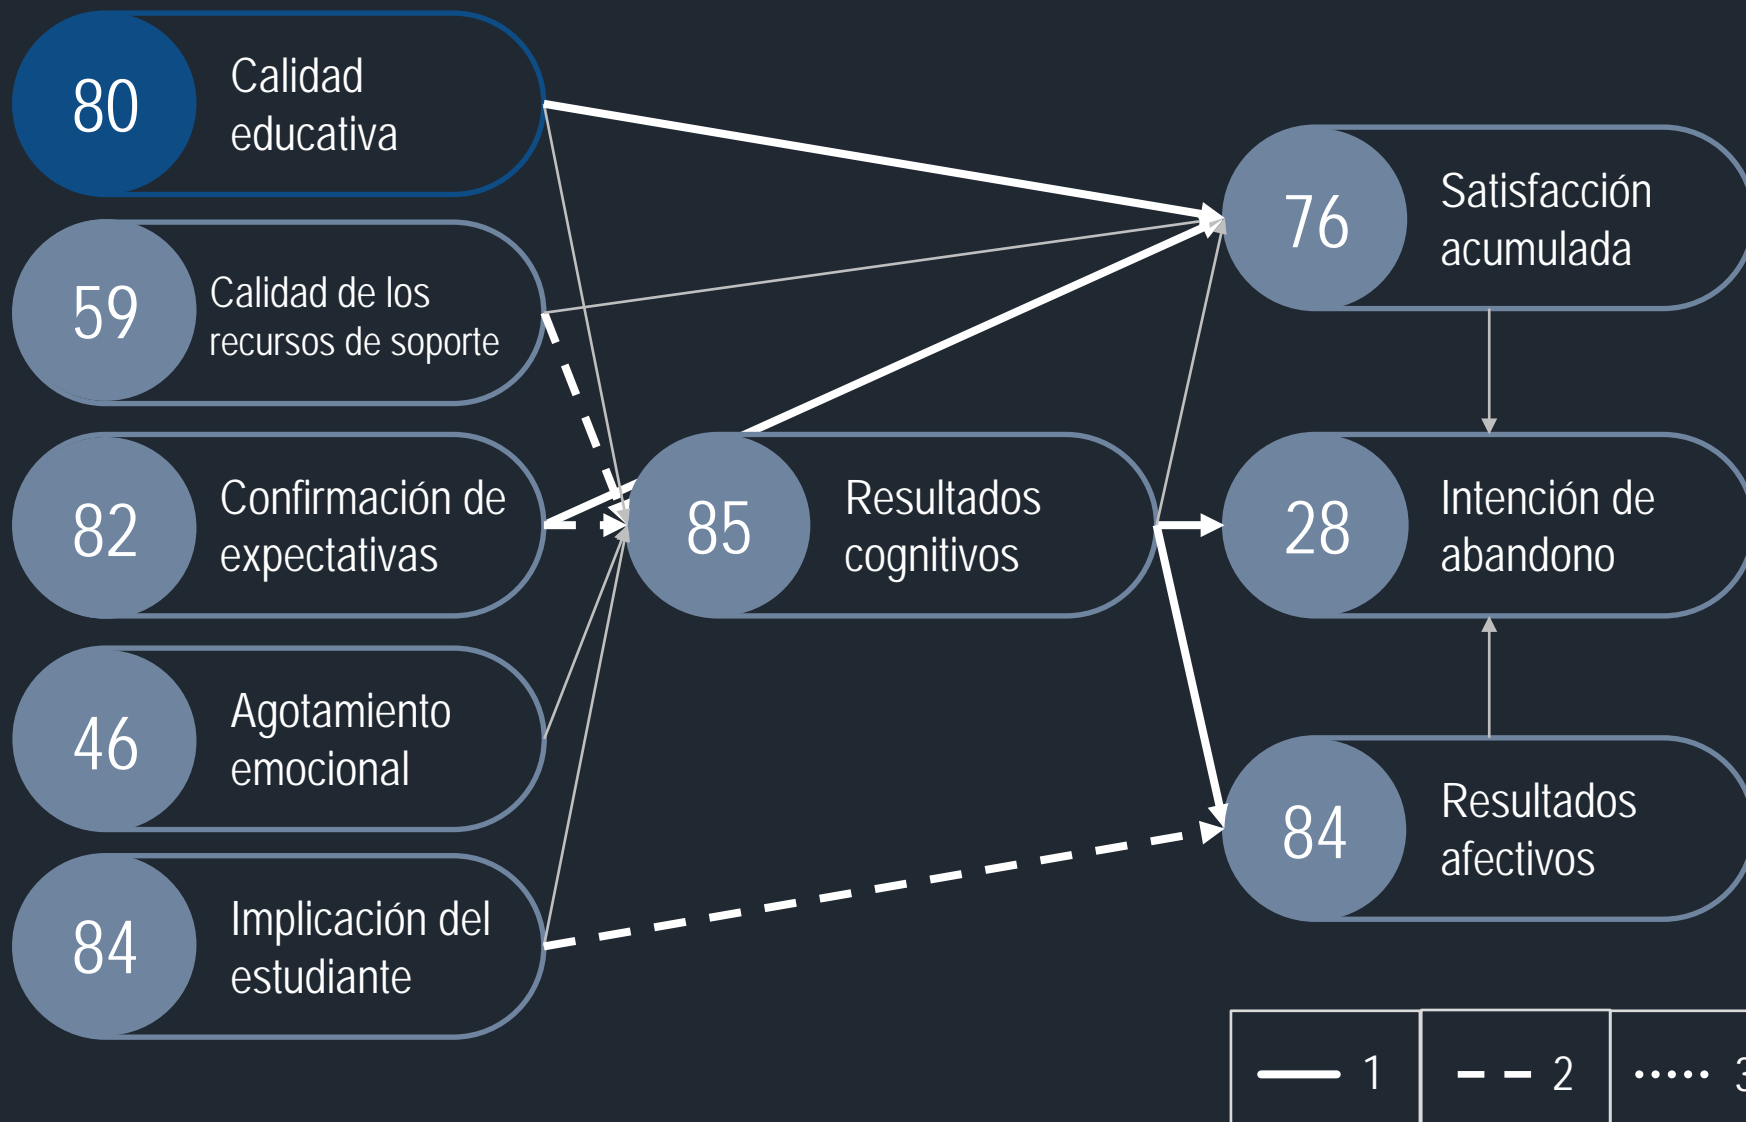 80
Calidad
educativa
59
Calidad de los
recursos de soporte
82
Confirmación de
expectativas
46
Agotamiento
emocional
84
Implicación del
estudiante
85
Resultados
cognitivos
76
Satisfacción
acumulada
28
Intención de
abandono
84
Resultados
afectivos
1
2
3